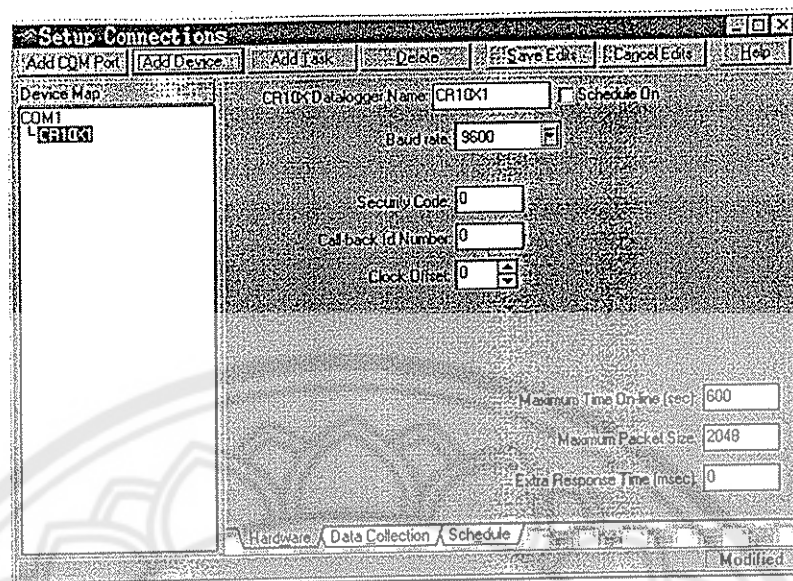 Setup Connections
Add COM Port Add Device Add Task Delete Save Edits Cancel Edits Help
Device Map
COM1
CR10X1
CR10X Datalogger Name: CR10X1 Schedule On
Baud rate: 9600
Security Code: 0
Call-back Id Number: 0
Clock Offset: 0
Maximum Time On-line (sec): 600
Maximum Packet Size: 2048
Extra Response Time (msec): 0
Hardware Data Collection Schedule
Modified